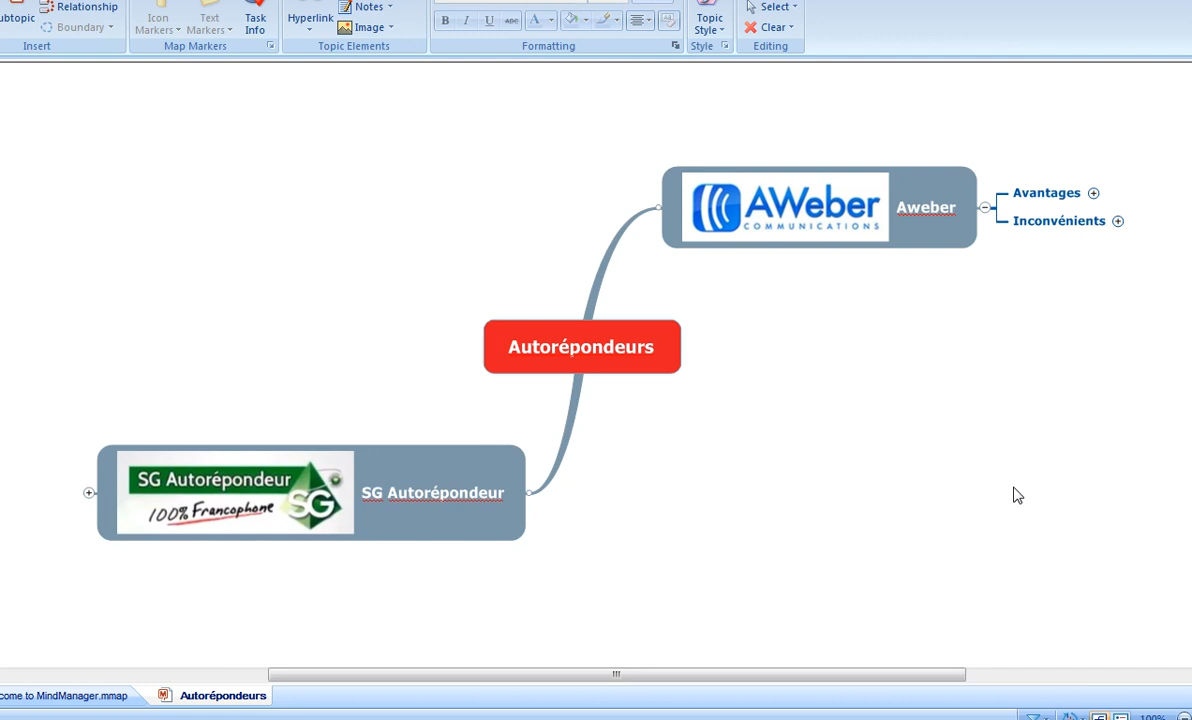 ubtopic
Relationship
Boundary
Insert
Icon Markers
Text Markers
Task Info
Map Markers
Hyperlink
Notes
Image
Topic Elements
B I U ABC A
Formatting
Topic Style
Style
Select
Clear
Editing
AWeber
COMMUNICATIONS
Aweber
Avantages
Inconvénients
Autorépondeurs
SG Autorépondeur
100% Francophone
SG
SG Autorépondeur
come to MindManager.mmap
Autorépondeurs
100%